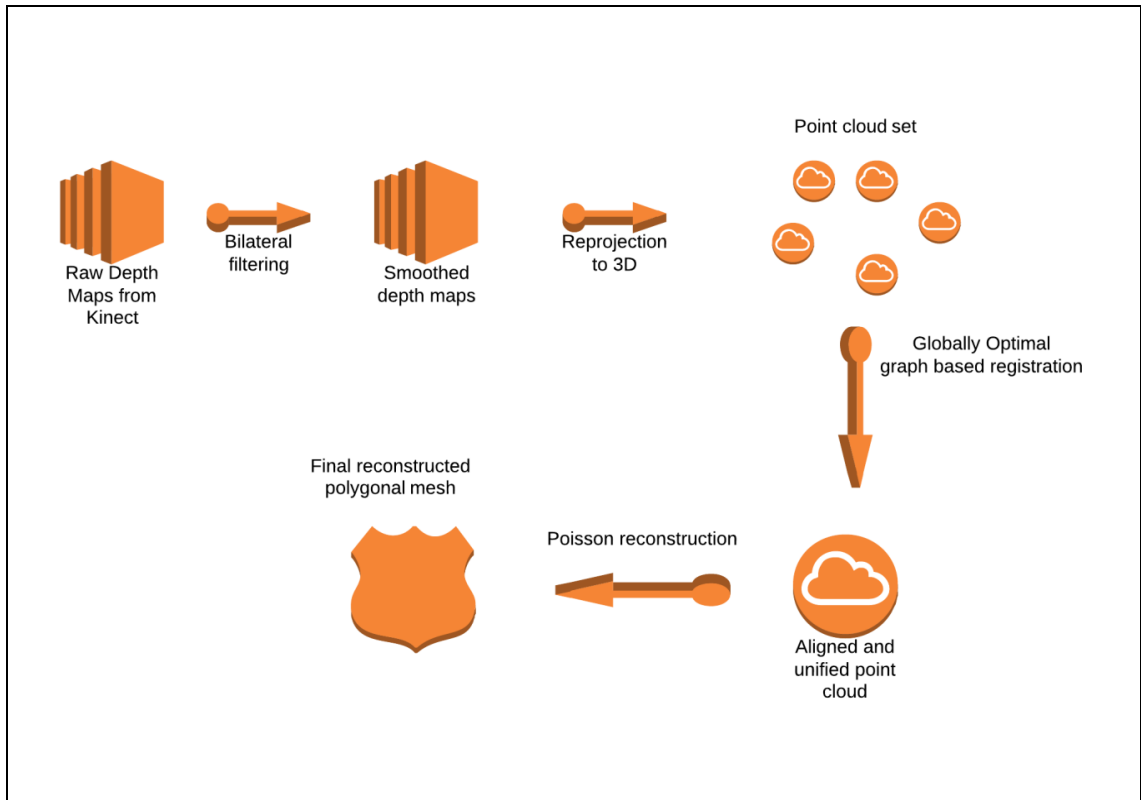 Point cloud set
Raw Depth
Maps from
Kinect
Bilateral
filtering
Smoothed
depth maps
Reprojection
to 3D
Globally Optimal
graph based registration
Final reconstructed
polygonal mesh
Poisson reconstruction
Aligned and
unified point
cloud